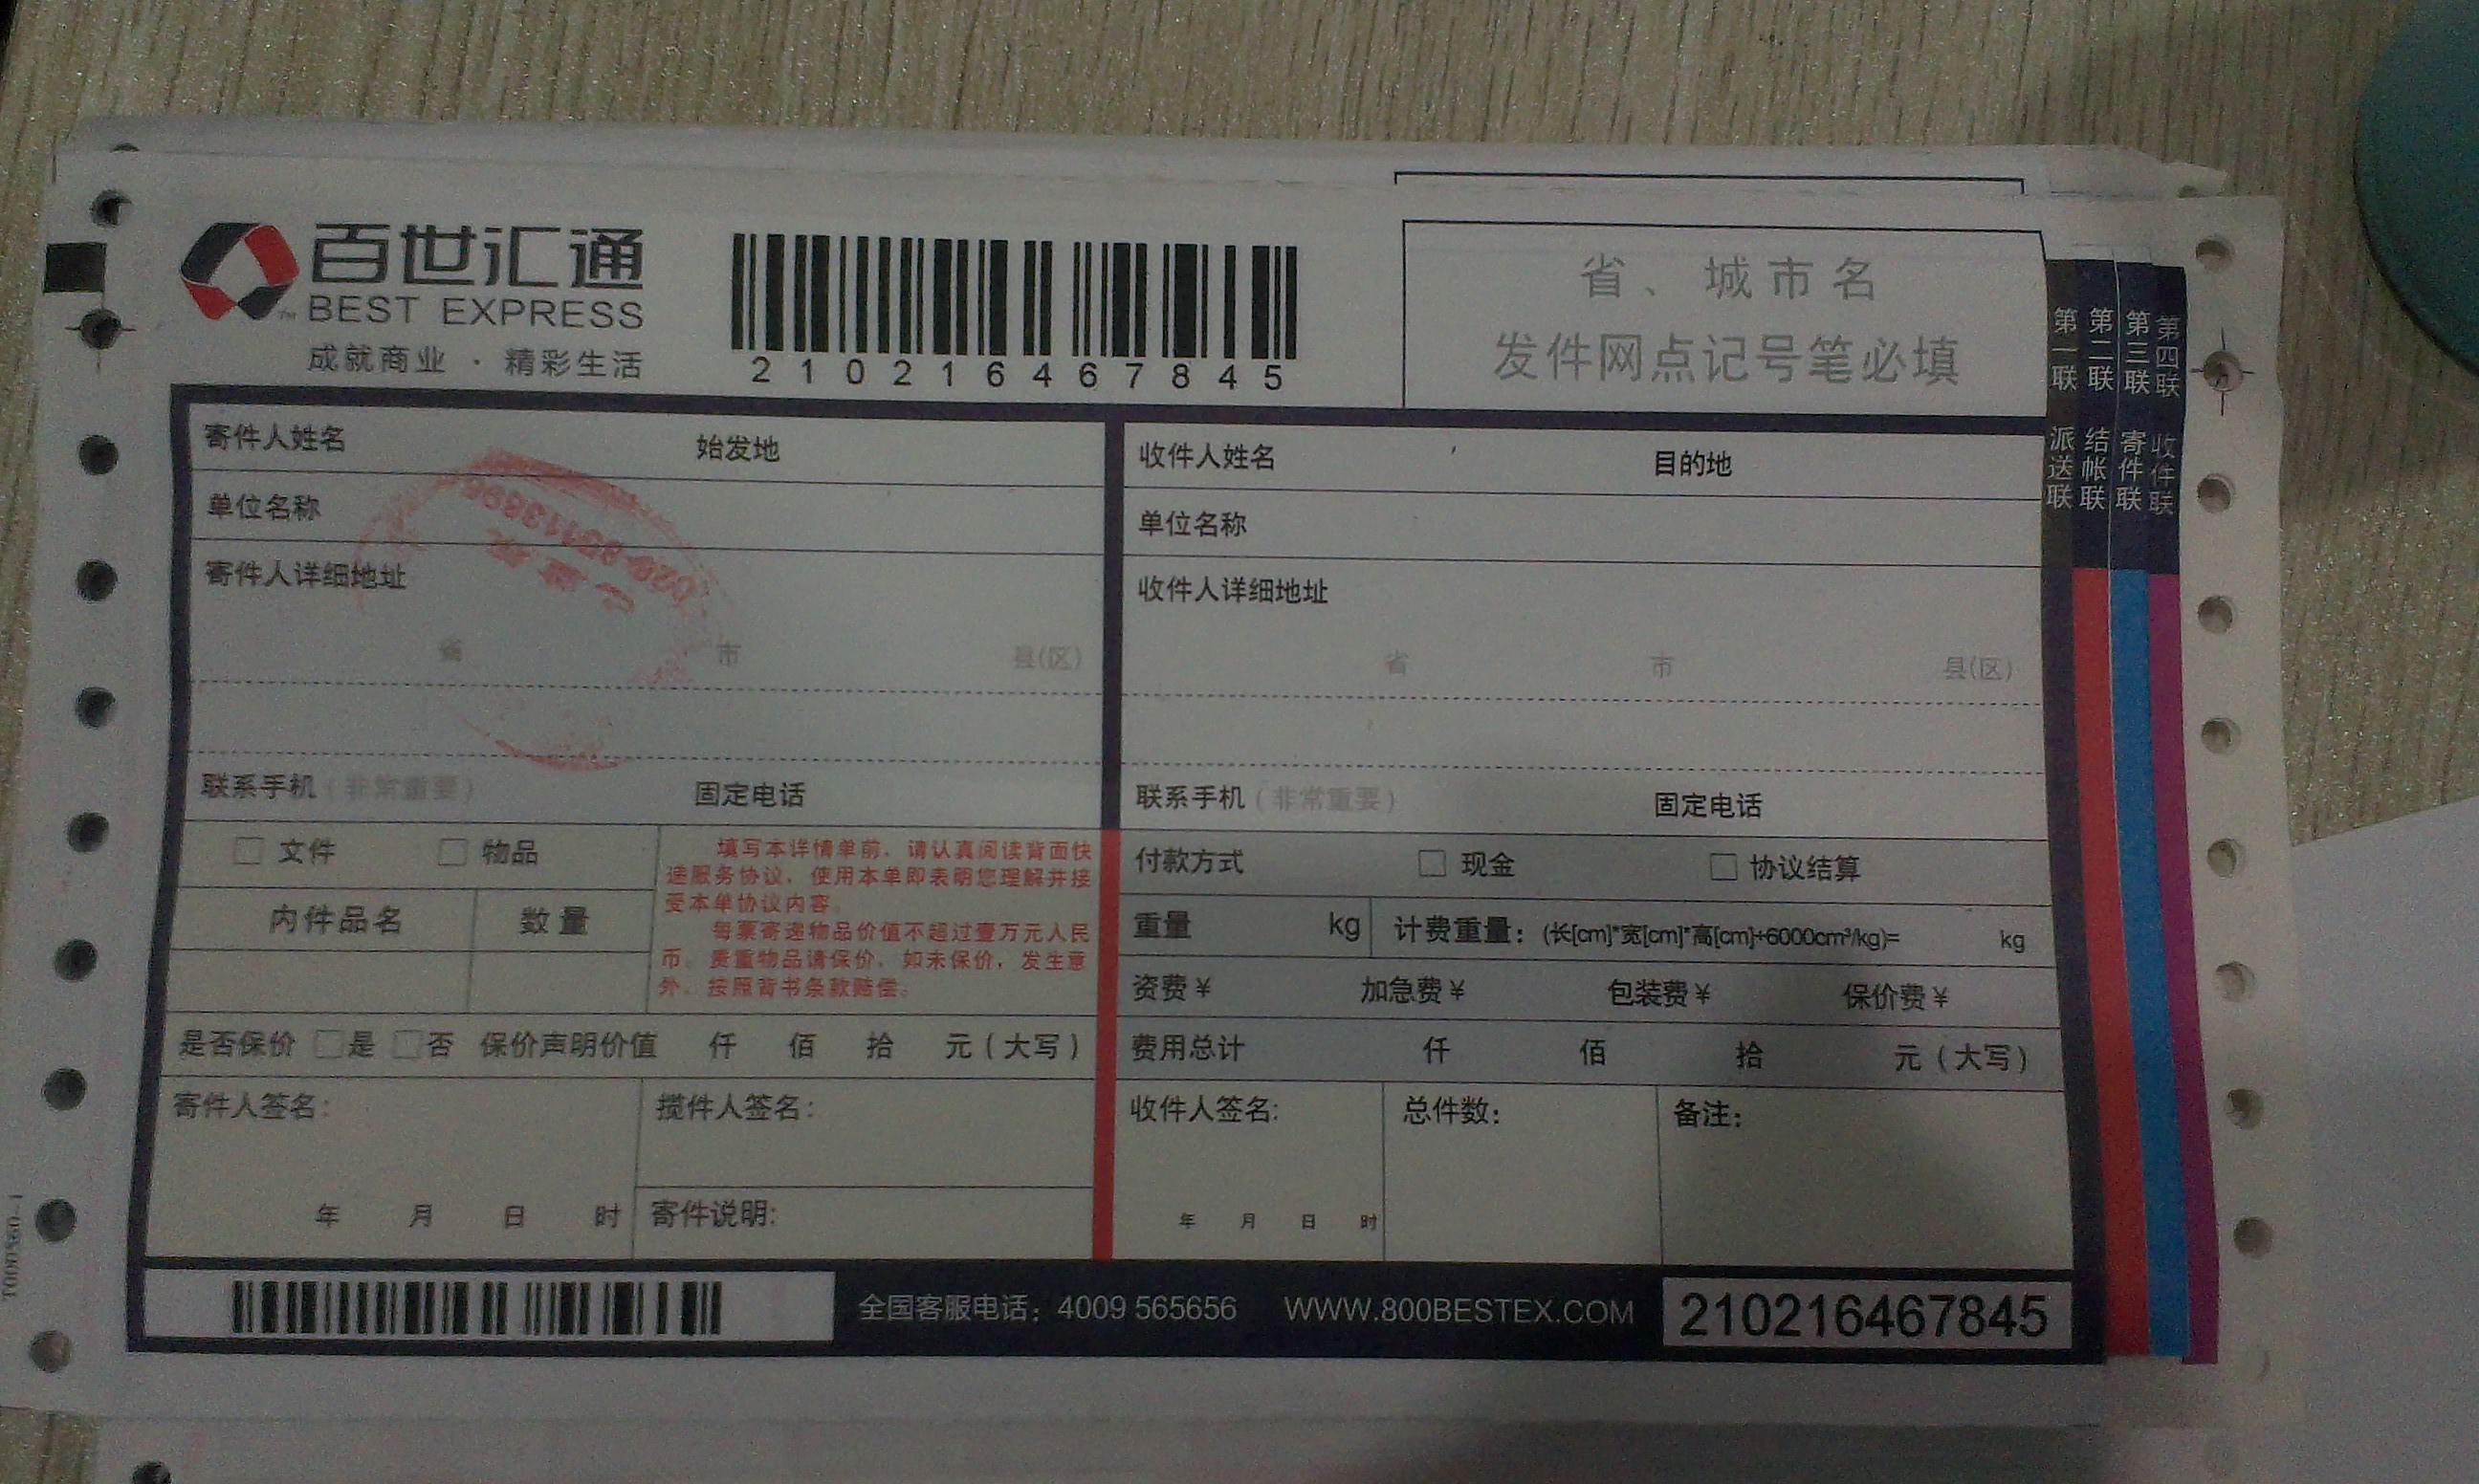 百世汇通
BEST EXPRESS
成就商业 · 精彩生活
210216467845
省、城市名
发件网点记号笔必填
第一联 派送联
第二联 结帐联
第三联 寄件联
第四联 收件联
寄件人姓名 始发地
单位名称
寄件人详细地址
省 市 县(区)
联系手机(非常重要) 固定电话
收件人姓名 目的地
单位名称
收件人详细地址
省 市 县(区)
联系手机(非常重要) 固定电话
文件 物品
内件品名 数量
填写本详情单前、请认真阅读背面快
递服务协议、使用本单即表明您理解并接
受本单协议内容。
每票寄递物品价值不超过壹万元人民
币。贵重物品请保价、如未保价，发生意
外、按照背书条款赔偿。
是否保价 是 否 保价声明价值 仟 佰 拾 元(大写)
寄件人签名:
年 月 日 时
揽件人签名:
寄件说明:
付款方式 现金 协议结算
重量 kg 计费重量: (长[cm]*宽[cm]*高[cm]÷6000cm³/kg)= kg
资费¥ 加急费¥ 包装费¥ 保价费¥
费用总计 仟 佰 拾 元(大写)
收件人签名:
年 月 日 时
总件数:
备注:
全国客服电话: 4009 565656 WWW.800BESTEX.COM
210216467845